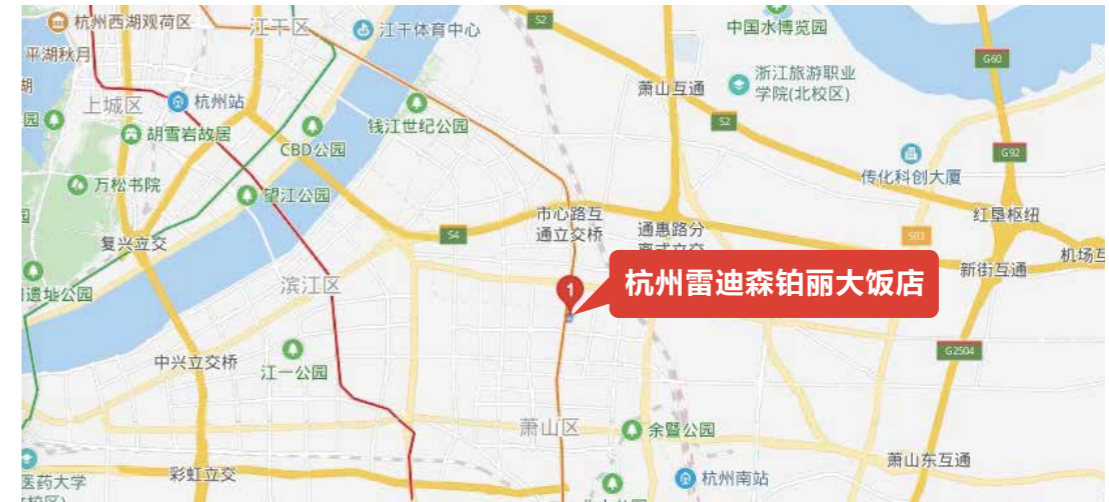 杭州西湖观荷区
江干区
江干体育中心
S2
中国水博览园
平湖秋月
G60
湖
上城区
杭州站
萧山互通
浙江旅游职业
学院(北校区)
园
胡雪岩故居
CBD公园
钱江世纪公园
S2
G92
万松书院
望江公园
传化科创大厦
园
复兴立交
S4
市心路互
通立交桥
通惠路分
离式立交
S83
红垦枢纽
机场互
遗址公园
滨江区
1
杭州雷迪森铂丽大饭店
新街互通
中兴立交桥
江一公园
G2504
萧山区
余暨公园
医药大学
彩虹立交
杭州南站
萧山东互通